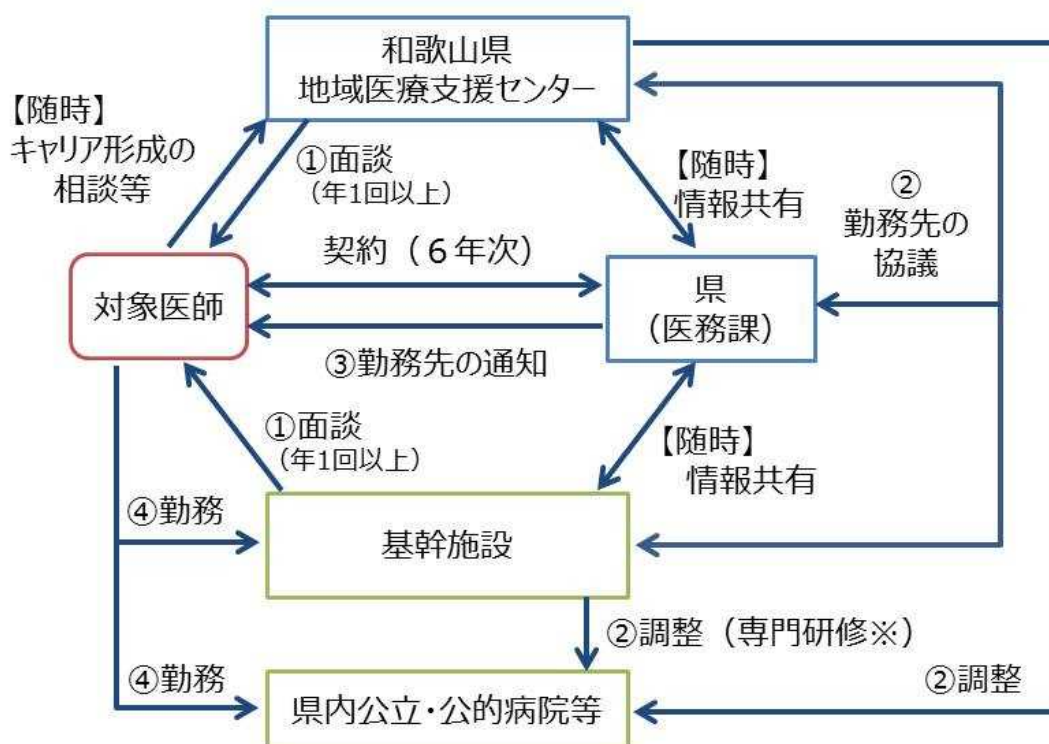 和歌山県
地域医療支援センター
【随時】
キャリア形成の
相談等
①面談
（年1回以上）
【随時】
情報共有
②
勤務先の
協議
契約（６年次）
対象医師
県
（医務課）
③勤務先の通知
①面談
（年1回以上）
【随時】
情報共有
④勤務
基幹施設
②調整（専門研修※）
④勤務
県内公立・公的病院等
②調整